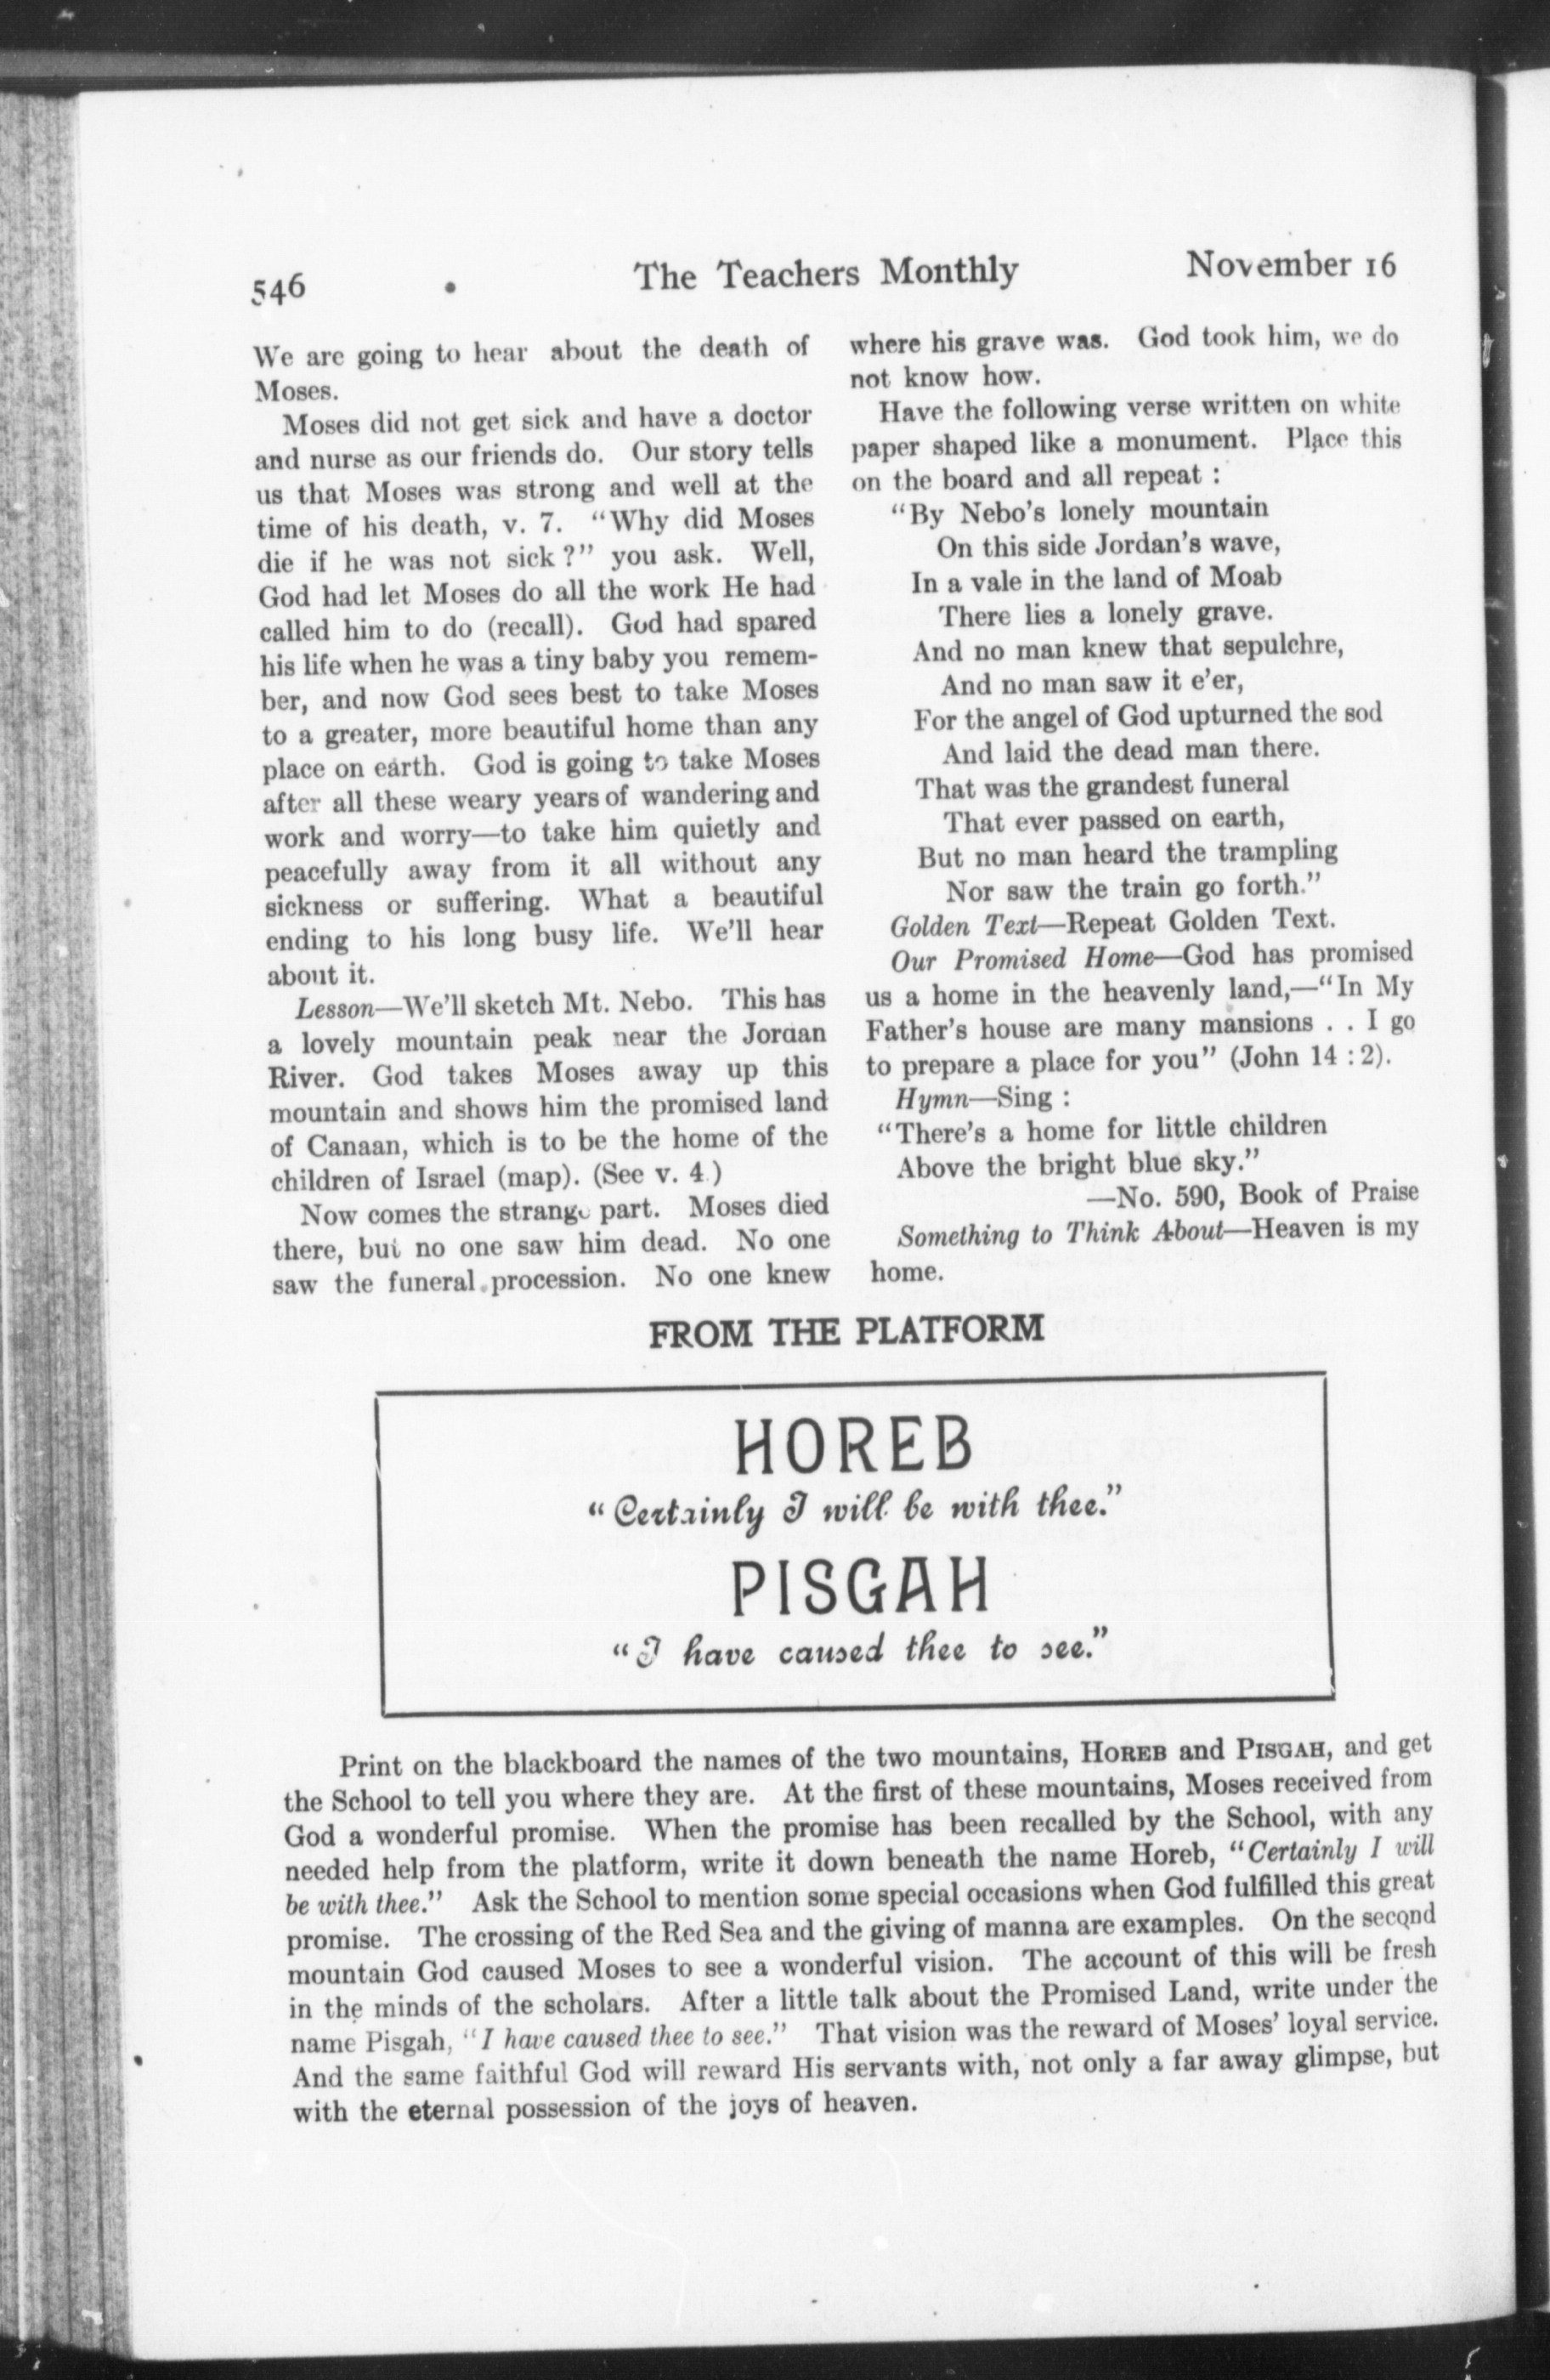 546
The Teachers Monthly
November 16
We are going to hear about the death of
Moses.
Moses did not get sick and have a doctor
and nurse as our friends do. Our story tells
us that Moses was strong and well at the
time of his death, v. 7. "Why did Moses
die if he was not sick ?" you ask. Well,
God had let Moses do all the work He had
called him to do (recall). God had spared
his life when he was a tiny baby you remem-
ber, and now God sees best to take Moses
to a greater, more beautiful home than any
place on earth. God is going to take Moses
after all these weary years of wandering and
work and worry—to take him quietly and
peacefully away from it all without any
sickness or suffering. What a beautiful
ending to his long busy life. We'll hear
about it.
Lesson—We'll sketch Mt. Nebo. This has
a lovely mountain peak near the Jordan
River. God takes Moses away up this
mountain and shows him the promised land
of Canaan, which is to be the home of the
children of Israel (map). (See v. 4.)
Now comes the strange part. Moses died
there, but no one saw him dead. No one
saw the funeral procession. No one knew
where his grave was. God took him, we do
not know how.
Have the following verse written on white
paper shaped like a monument. Place this
on the board and all repeat :
"By Nebo's lonely mountain
On this side Jordan's wave,
In a vale in the land of Moab
There lies a lonely grave.
And no man knew that sepulchre,
And no man saw it e'er,
For the angel of God upturned the sod
And laid the dead man there.
That was the grandest funeral
That ever passed on earth,
But no man heard the trampling
Nor saw the train go forth."
Golden Text—Repeat Golden Text.
Our Promised Home—God has promised
us a home in the heavenly land,—"In My
Father's house are many mansions . . I go
to prepare a place for you" (John 14 : 2).
Hymn—Sing :
"There's a home for little children
Above the bright blue sky."
—No. 590, Book of Praise
Something to Think About—Heaven is my
home.
FROM THE PLATFORM
HOREB
"Certainly I will be with thee."
PISGAH
"I have caused thee to see."
Print on the blackboard the names of the two mountains, HOREB and PISGAH, and get
the School to tell you where they are. At the first of these mountains, Moses received from
God a wonderful promise. When the promise has been recalled by the School, with any
needed help from the platform, write it down beneath the name Horeb, "Certainly I will
be with thee." Ask the School to mention some special occasions when God fulfilled this great
promise. The crossing of the Red Sea and the giving of manna are examples. On the second
mountain God caused Moses to see a wonderful vision. The account of this will be fresh
in the minds of the scholars. After a little talk about the Promised Land, write under the
name Pisgah, "I have caused thee to see." That vision was the reward of Moses' loyal service.
And the same faithful God will reward His servants with, not only a far away glimpse, but
with the eternal possession of the joys of heaven.